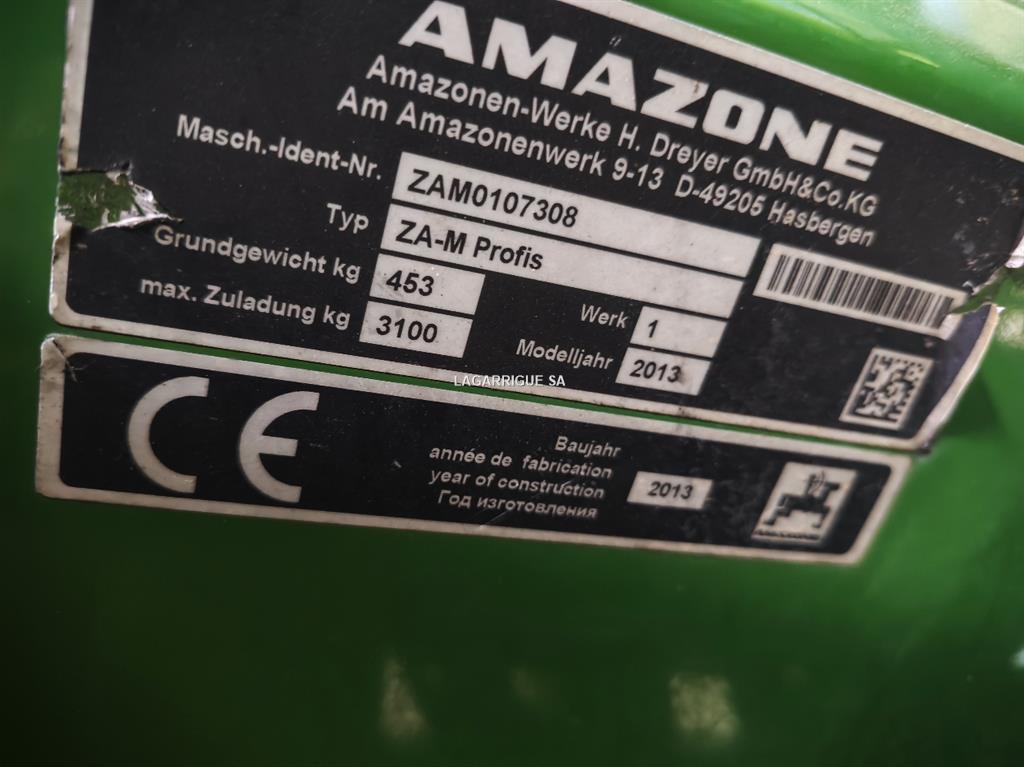 AMAZONE
Amazonen-Werke H. Dreyer GmbH&Co.KG
Am Amazonenwerk 9-13 D-49205 Hasbergen
Masch.-Ident-Nr. ZAM0107308
Typ ZA-M Profis
Grundgewicht kg 453
max. Zuladung kg 3100
Werk 1
Modelljahr 2013
LAGARRIGUE SA
CE
Baujahr
année de fabrication
year of construction 2013
Год изготовления
AMAZONE